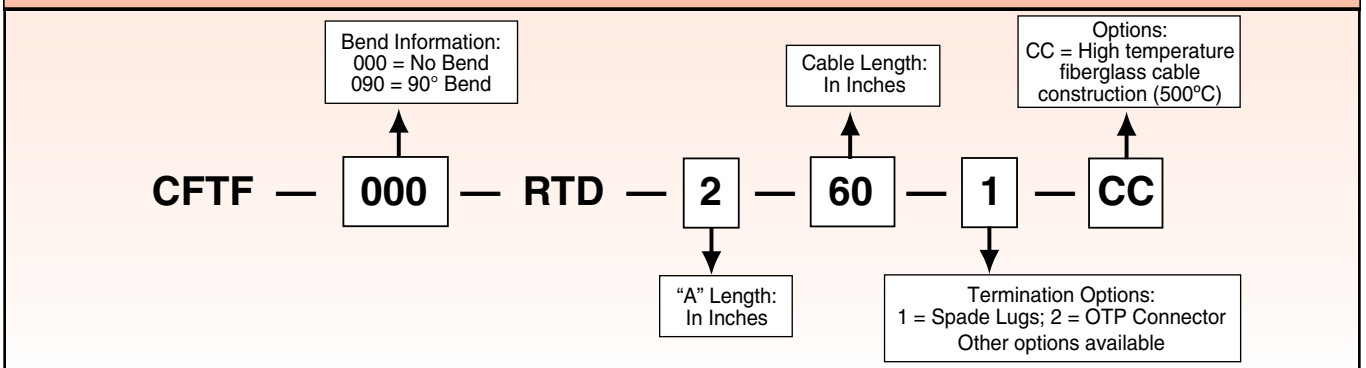 Bend Information:
000 = No Bend
090 = 90° Bend
Cable Length:
In Inches
Options:
CC = High temperature
fiberglass cable
construction (500ºC)
CFTF — 000 — RTD — 2 — 60 — 1 — CC
“A” Length:
In Inches
Termination Options:
1 = Spade Lugs; 2 = OTP Connector
Other options available